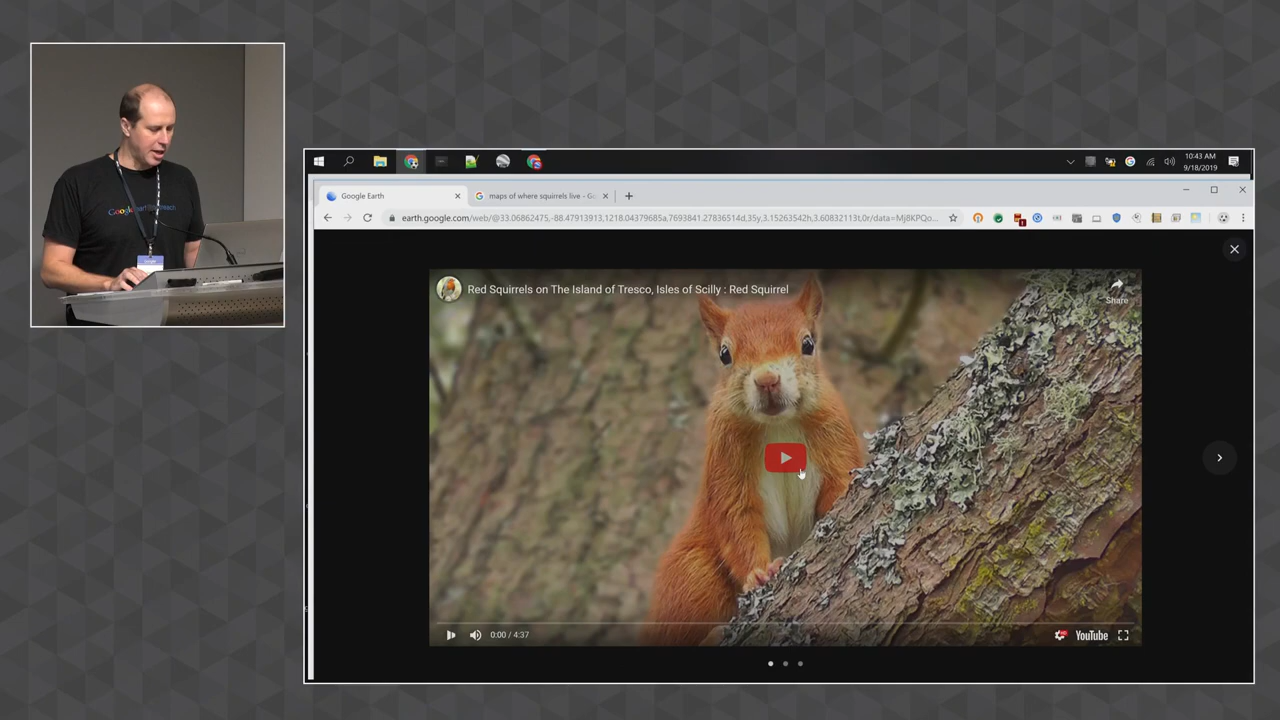 10:43 AM
9/18/2019
Google Earth
maps of where squirrels live - Go
earth.google.com/web/@33.06862475,-88.47913913,1218.04379685a,7693841.27836514d,35y,3.15263542h,3.60832113t,0r/data=Mj8KPQo...
Red Squirrels on The Island of Tresco, Isles of Scilly : Red Squirrel
Share
0:00 / 4:37
YouTube